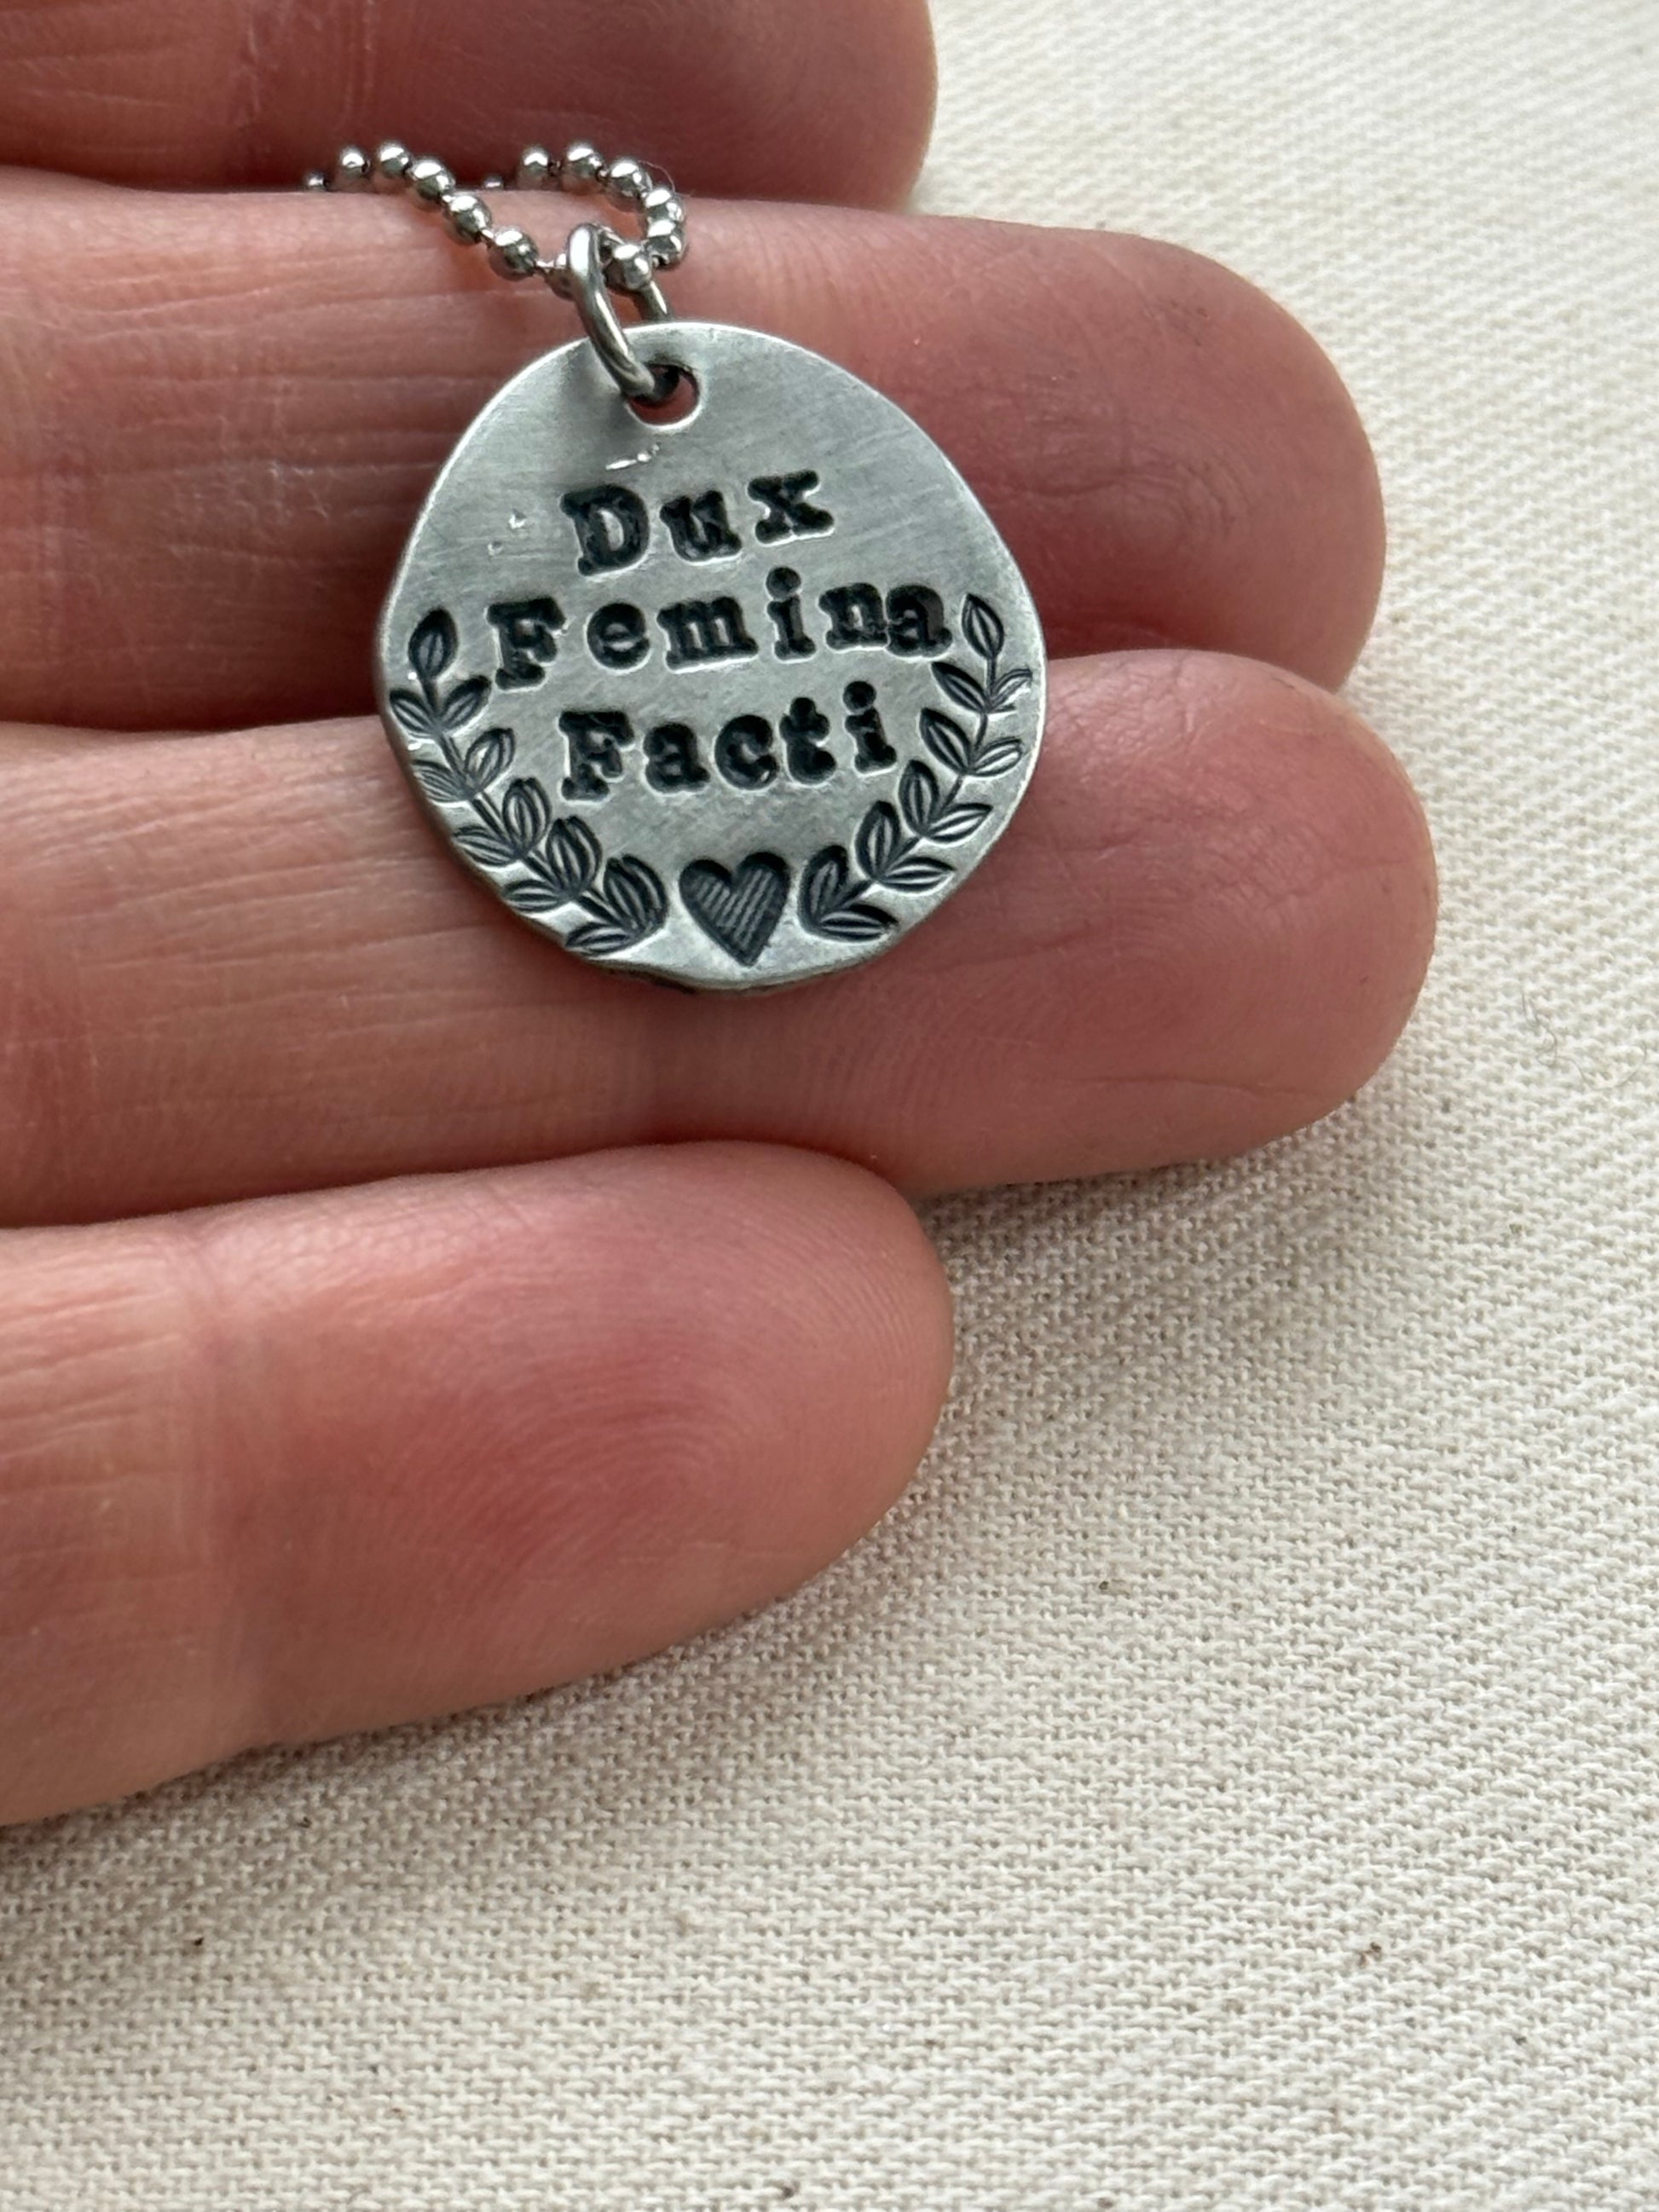 Dux
Femina
Facti